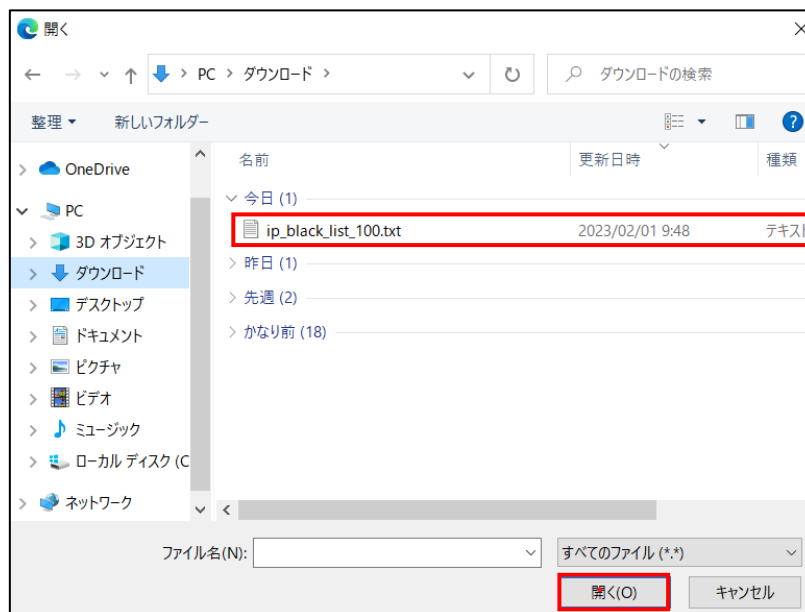 開く
PC > ダウンロード >
ダウンロードの検索
整理
新しいフォルダー
?
名前
更新日時
種類
OneDrive
PC
3D オブジェクト
ダウンロード
デスクトップ
ドキュメント
ピクチャ
ビデオ
ミュージック
ローカル ディスク (C
ネットワーク
今日 (1)
ip_black_list_100.txt
2023/02/01 9:48
テキスト
昨日 (1)
先週 (2)
かなり前 (18)
ファイル名(N):
すべてのファイル (*.*)
開く(O)
キャンセル